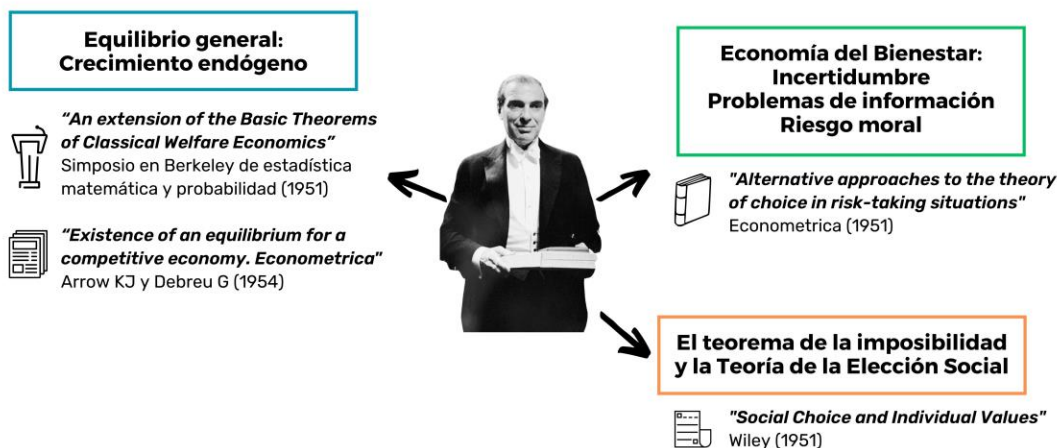 Equilibrio general:
Crecimiento endógeno
“An extension of the Basic Theorems
of Classical Welfare Economics”
Simposio en Berkeley de estadística
matemática y probabilidad (1951)
“Existence of an equilibrium for a
competitive economy. Econometrica"
Arrow KJ y Debreu G (1954)
Economía del Bienestar:
Incertidumbre
Problemas de información
Riesgo moral
"Alternative approaches to the theory
of choice in risk-taking situations"
Econometrica (1951)
El teorema de la imposibilidad
y la Teoría de la Elección Social
"Social Choice and Individual Values"
Wiley (1951)